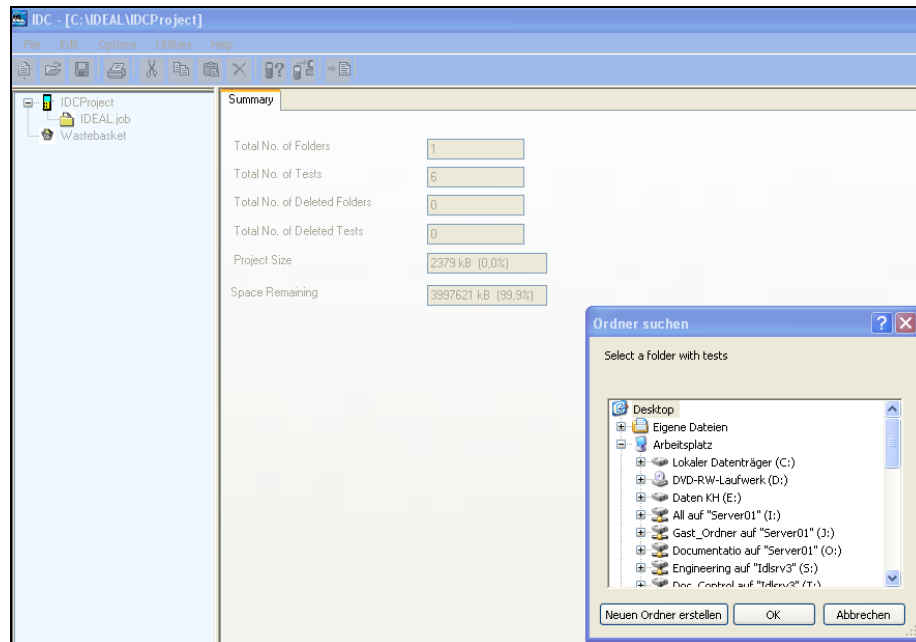 IDC - [C:\IDEAL\IDCProject]
File Edit Options Utilities Help
IDCProject
IDEAL.job
Wastebasket
Summary
Total No. of Folders 1
Total No. of Tests 6
Total No. of Deleted Folders 0
Total No. of Deleted Tests 0
Project Size 2379 kB (0,0%)
Space Remaining 3997621 kB (99,9%)
Ordner suchen
Select a folder with tests
Desktop
Eigene Dateien
Arbeitsplatz
Lokaler Datenträger (C:)
DVD-RW-Laufwerk (D:)
Daten KH (E:)
All auf "Server01" (I:)
Gast_Ordner auf "Server01" (J:)
Documentatio auf "Server01" (O:)
Engineering auf "Idlsrv3" (S:)
Doc_Control auf "Idlsrv3" (T:)
Neuen Ordner erstellen OK Abbrechen